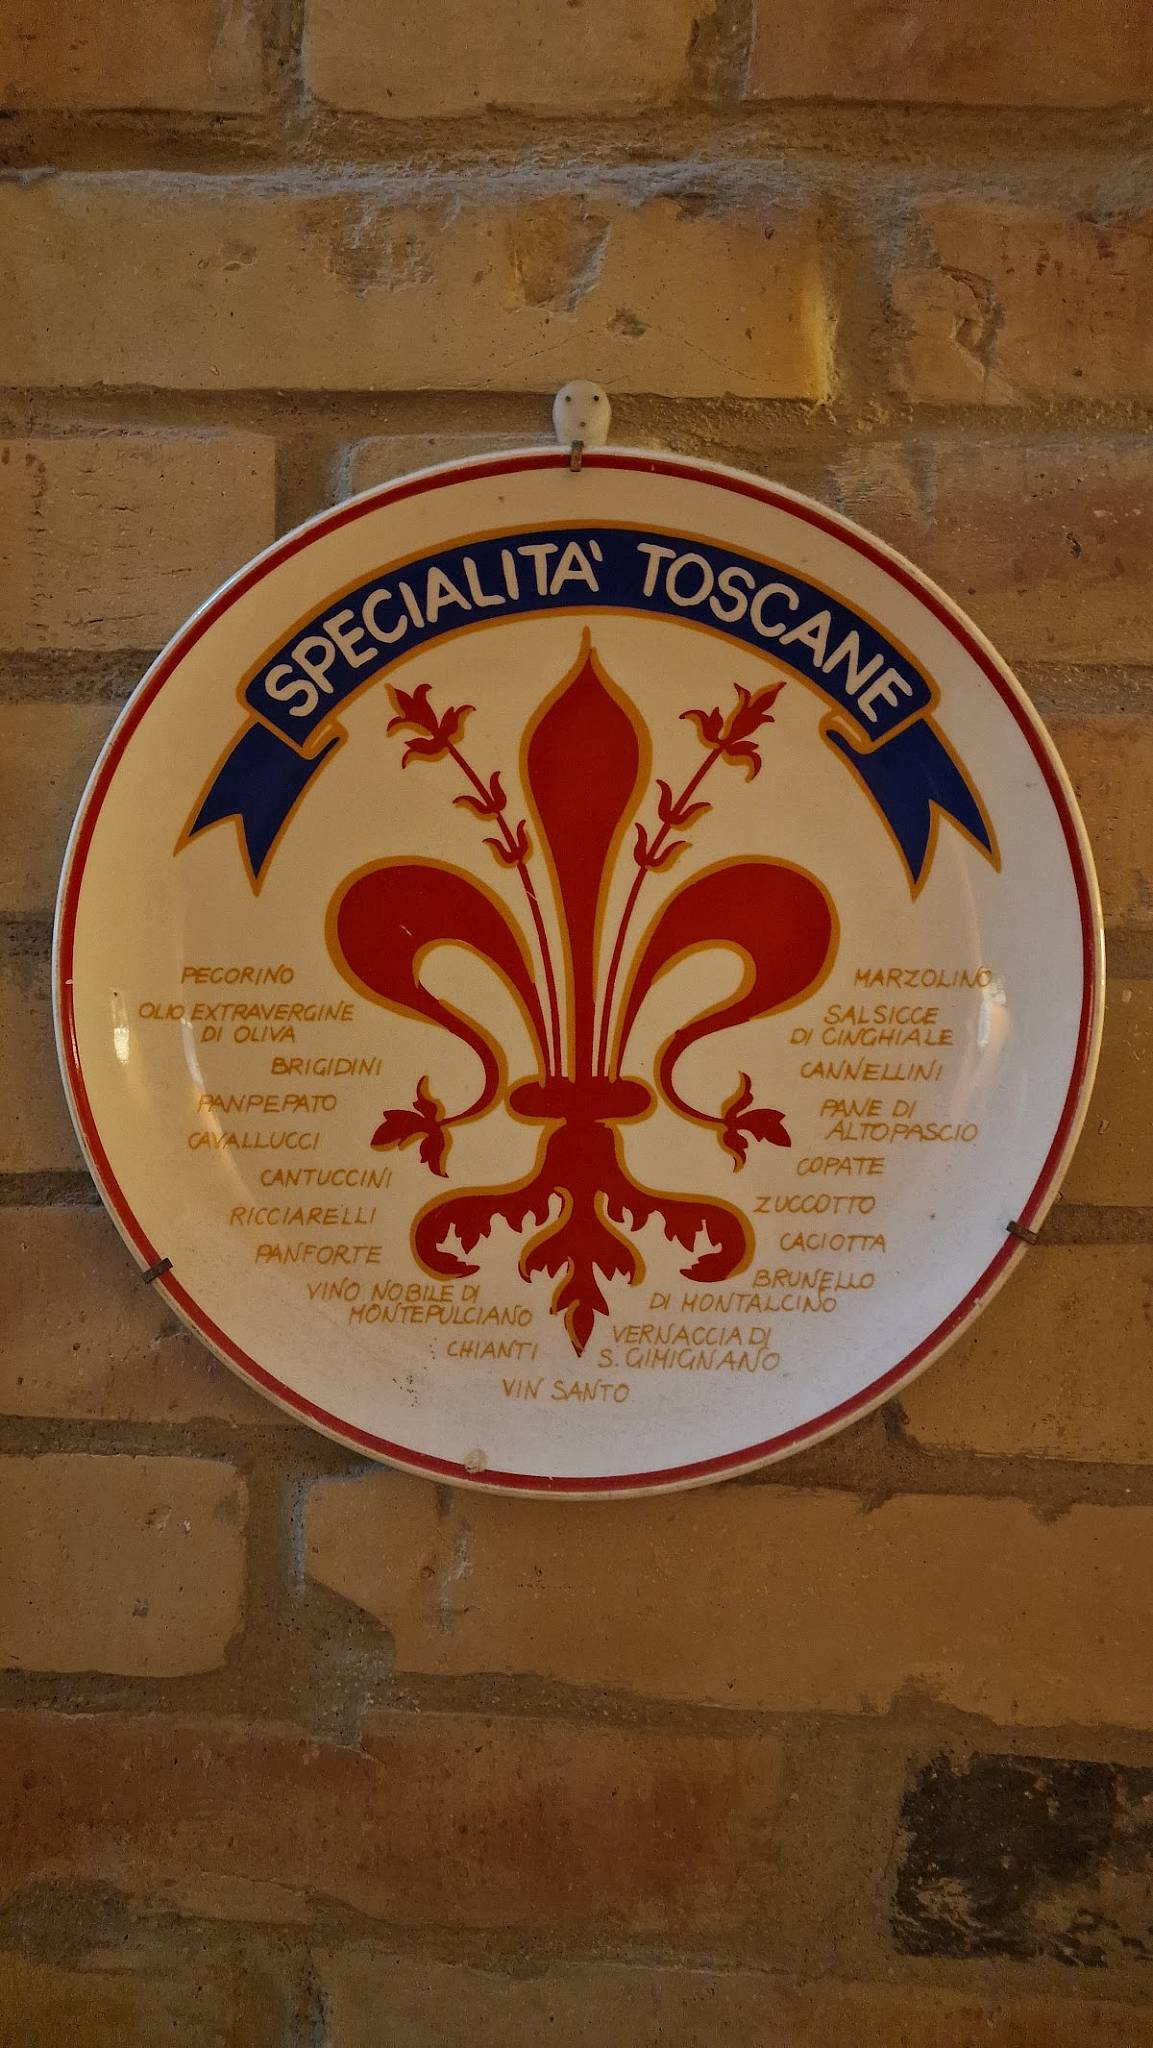 SPECIALITA' TOSCANE
PECORINO
OLIO EXTRAVERGINE
DI OLIVA
BRIGIDINI
PANPEPATO
CAVALLUCCI
CANTUCCINI
RICCIARELLI
PANFORTE
VINO NOBILE DI
MONTEPULCIANO
CHIANTI
VIN SANTO
MARZOLINO
SALSICCE
DI CINGHIALE
CANNELLINI
PANE DI
ALTOPASCIO
COPATE
ZUCCOTTO
CACIOTTA
BRUNELLO
DI MONTALCINO
VERNACCIA DI
S. GIMIGNANO